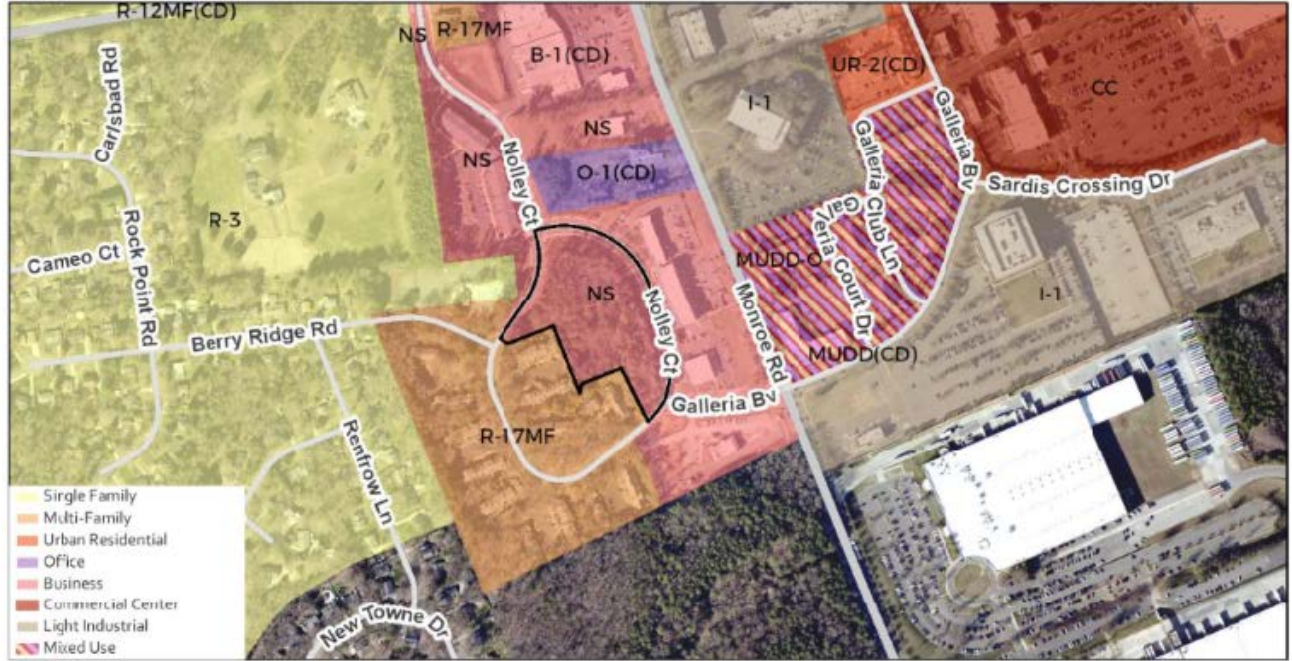 R-12MF(CD)
NS
R-17MF
B-1(CD)
UR-2(CD)
CC
Carlsbad Rd
I-1
NS
Galleria Bv
NS
Nolley Ct
O-1(CD)
Galleria Club Ln
Sardis Crossing Dr
R-3
Rock Point Rd
Cameo Ct
Galleria Court Dr
MUDD-O
NS
Nolley Ct
Monroe Rd
I-1
Berry Ridge Rd
MUDD(CD)
Galleria Bv
R-17MF
Renfrow Ln
New Towne Dr
Single Family
Multi-Family
Urban Residential
Office
Business
Commercial Center
Light Industrial
Mixed Use